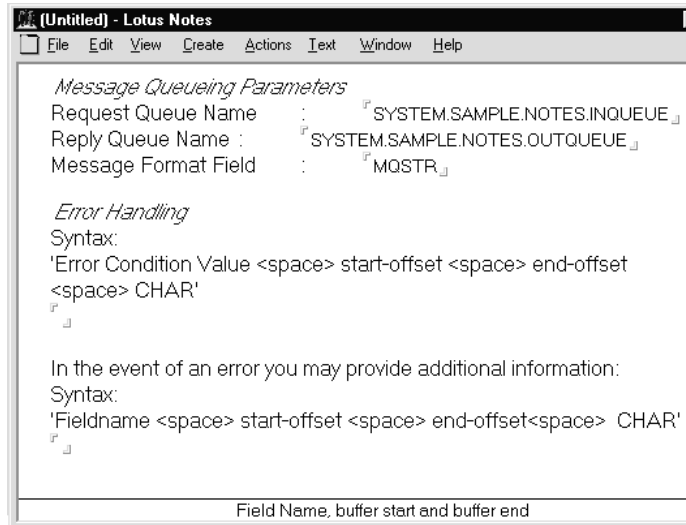 (Untitled) - Lotus Notes
File Edit View Create Actions Text Window Help
Message Queueing Parameters
Request Queue Name : SYSTEM.SAMPLE.NOTES.INQUEUE
Reply Queue Name : SYSTEM.SAMPLE.NOTES.OUTQUEUE
Message Format Field : MQSTR
Error Handling
Syntax:
'Error Condition Value <space> start-offset <space> end-offset
<space> CHAR'
In the event of an error you may provide additional information:
Syntax:
'Fieldname <space> start-offset <space> end-offset<space> CHAR'
Field Name, buffer start and buffer end